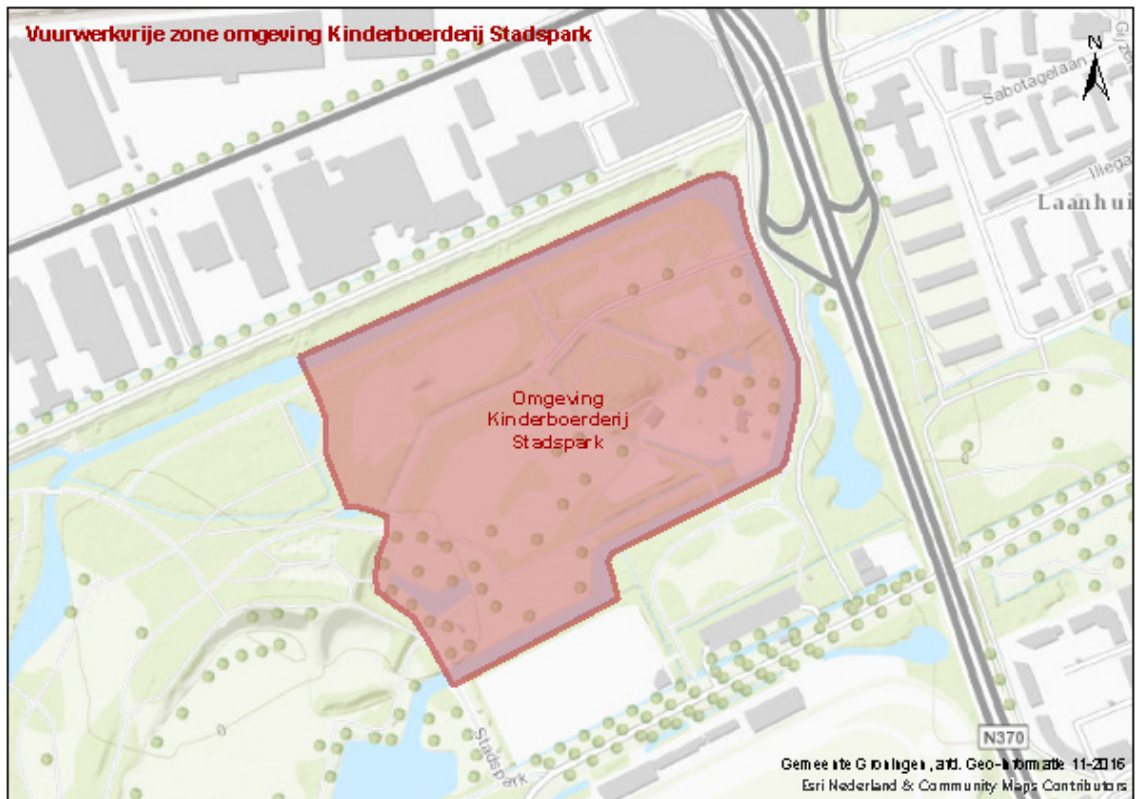 Vuurwerkvrije zone omgeving Kinderboerderij Stadspark
N
Sabotagelaan
Illega
Laanhui
Omgeving
Kinderboerderij
Stadspark
Stadspark
N370
Gemeente Groningen, afd. Geo-Informatie 11-2016
Esri Nederland & Community Maps Contributors